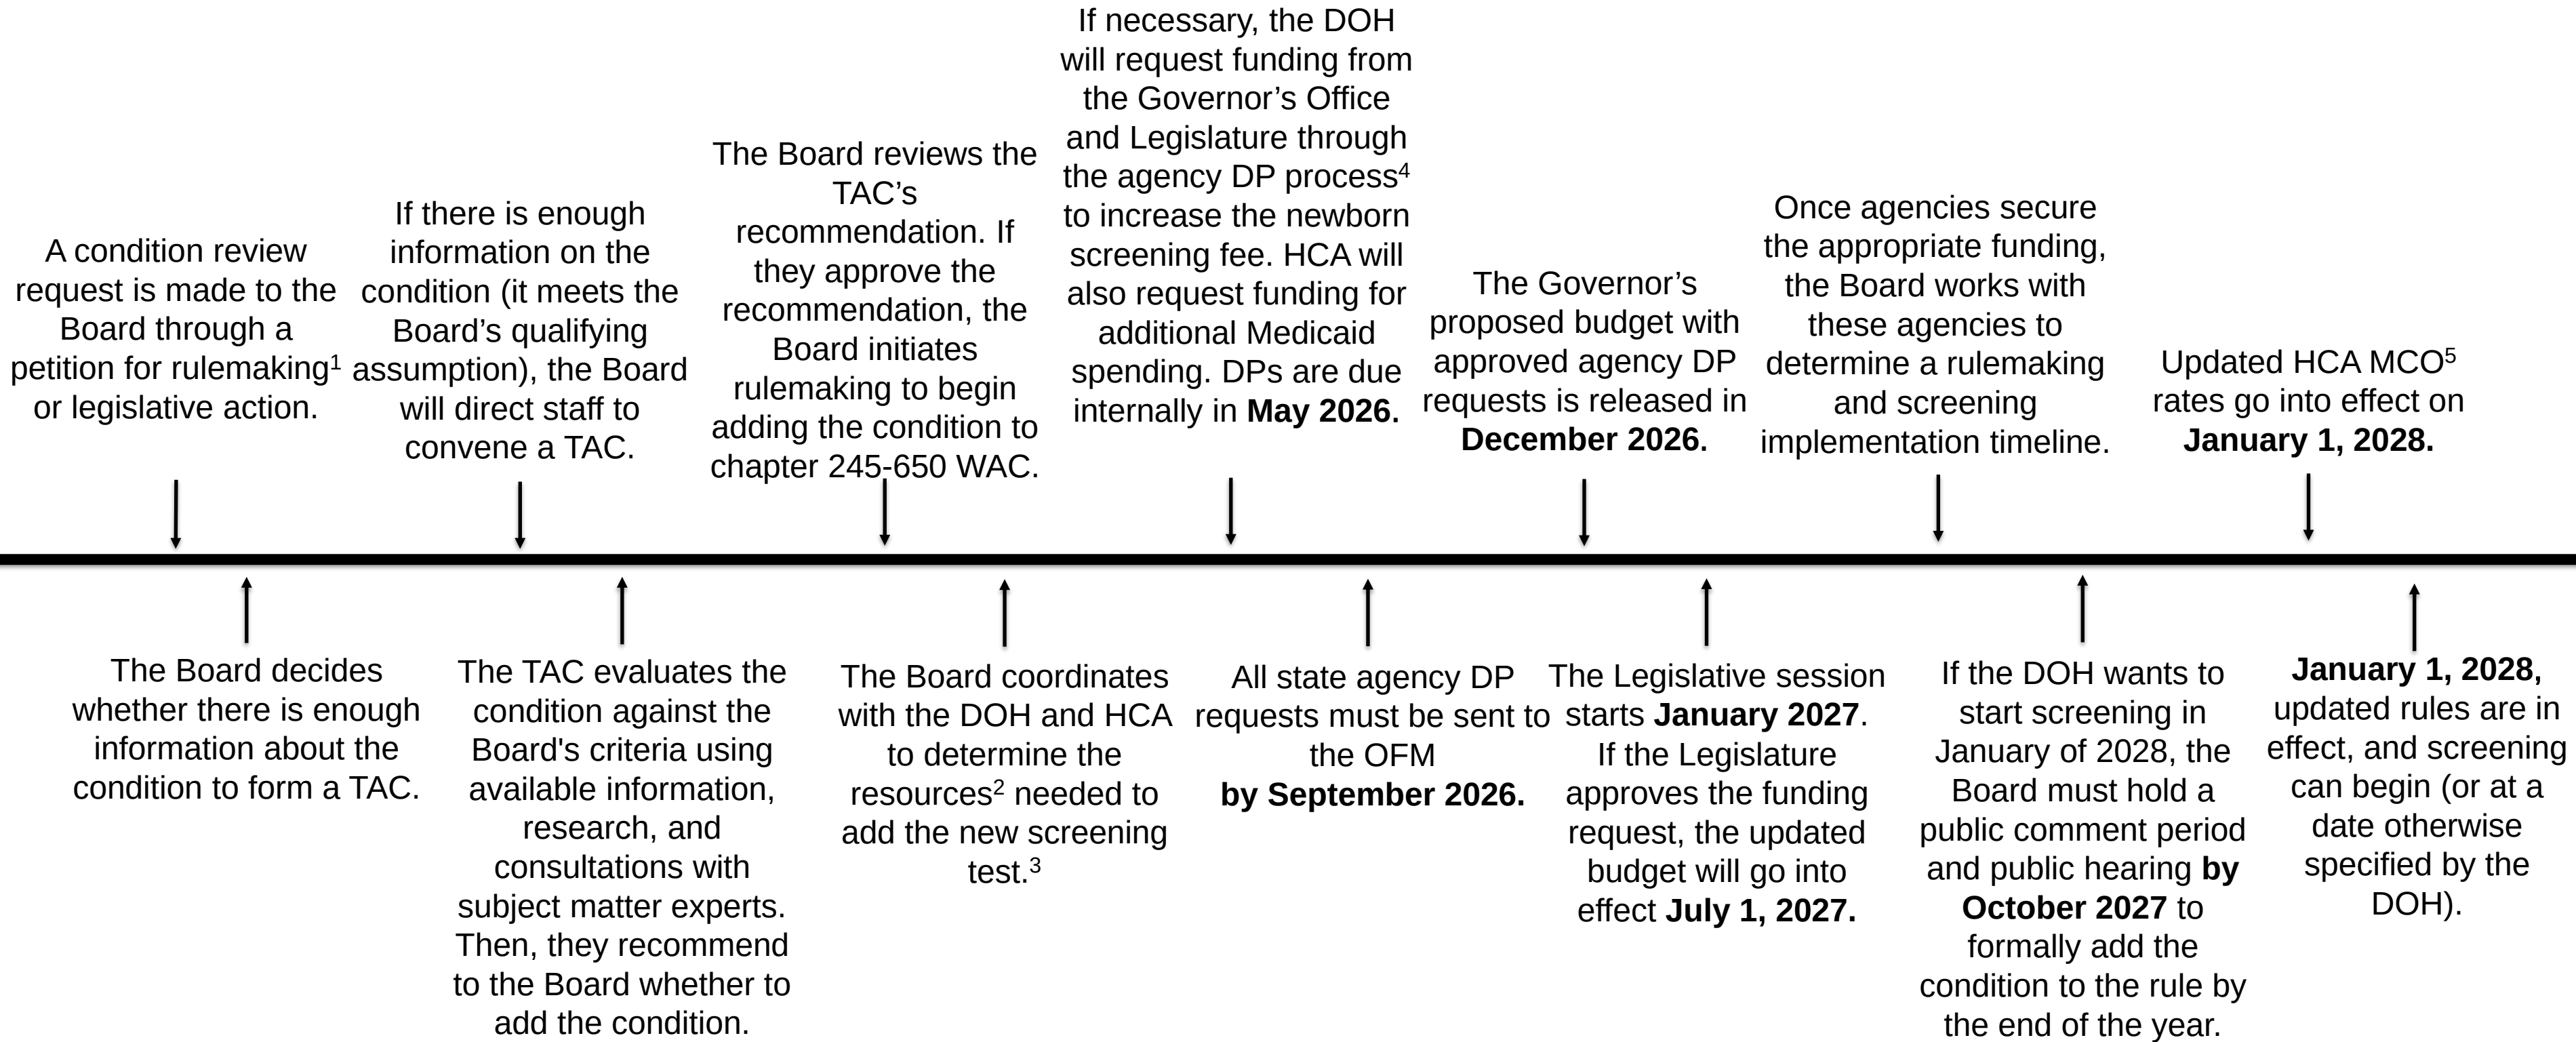 A condition review
request is made to the
Board through a
petition for rulemaking1
or legislative action.
The Board decides
whether there is enough
information about the
condition to form a TAC.
If there is enough
information on the
condition (it meets the
Board’s qualifying
assumption), the Board
will direct staff to
convene a TAC.
The TAC evaluates the
condition against the
Board's criteria using
available information,
research, and
consultations with
subject matter experts.
Then, they recommend
to the Board whether to
add the condition.
The Board reviews the
TAC’s
recommendation. If
they approve the
recommendation, the
Board initiates
rulemaking to begin
adding the condition to
chapter 245-650 WAC.
The Board coordinates
with the DOH and HCA
to determine the
resources2 needed to
add the new screening
test.3
If necessary, the DOH
will request funding from
the Governor’s Office
and Legislature through
the agency DP process4
to increase the newborn
screening fee. HCA will
also request funding for
additional Medicaid
spending. DPs are due
internally in May 2026.
All state agency DP
requests must be sent to
the OFM
by September 2026.
The Governor’s
proposed budget with
approved agency DP
requests is released in
December 2026.
The Legislative session
starts January 2027.
If the Legislature
approves the funding
request, the updated
budget will go into
effect July 1, 2027.
Once agencies secure
the appropriate funding,
the Board works with
these agencies to
determine a rulemaking
and screening
implementation timeline.
If the DOH wants to
start screening in
January of 2028, the
Board must hold a
public comment period
and public hearing by
October 2027 to
formally add the
condition to the rule by
the end of the year.
Updated HCA MCO5
rates go into effect on
January 1, 2028.
January 1, 2028,
updated rules are in
effect, and screening
can begin (or at a
date otherwise
specified by the
DOH).